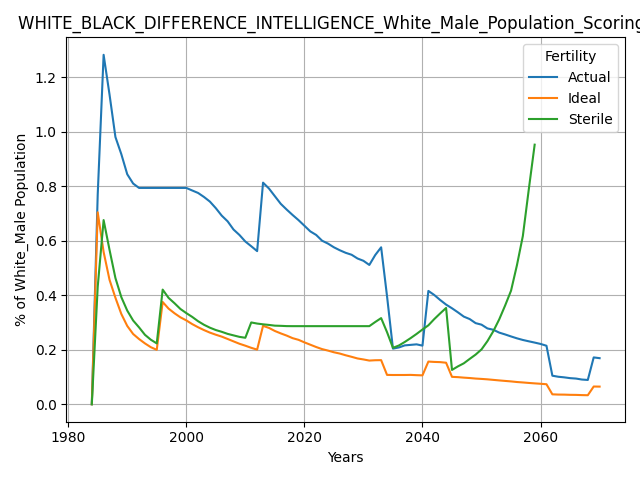 WHITE_BLACK_DIFFERENCE_INTELLIGENCE_White_Male_Population_Scoring
Fertility
Actual
Ideal
Sterile
% of White_Male Population
1.2
1.0
0.8
0.6
0.4
0.2
0.0
1980 2000 2020 2040 2060
Years